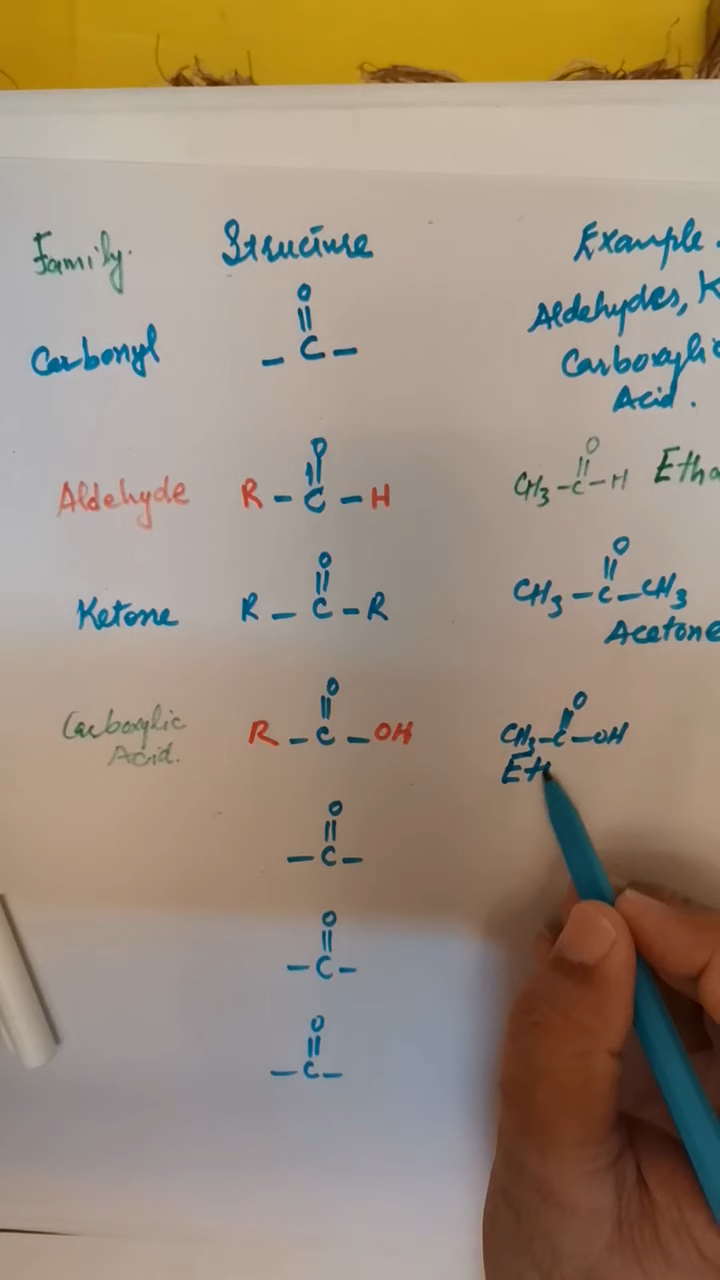 Family. Structure Example.
O
||
Carbonyl – C – Aldehydes, K
Carboxylic
Acid.
O O
|| ||
Aldehyde R – C – H CH3 – C – H Etha
O O
|| ||
Ketone R – C – R CH3 – C – CH3
Acetone
O O
|| ||
Carboxylic R – C – OH CH3 – C – OH
Acid. Eth
O
||
– C –
O
||
– C –
O
||
– C –